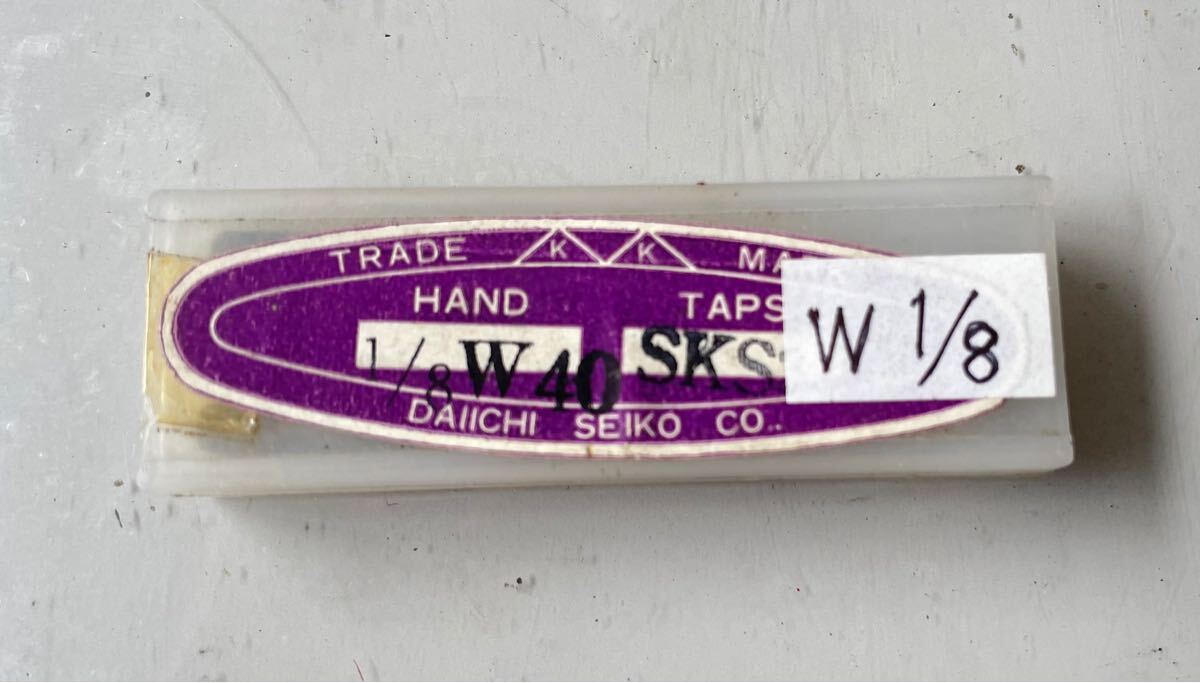 TRADE K K MA
HAND TAPS
1/8 W 40 SKS
DAIICHI SEIKO CO..
W 1/8